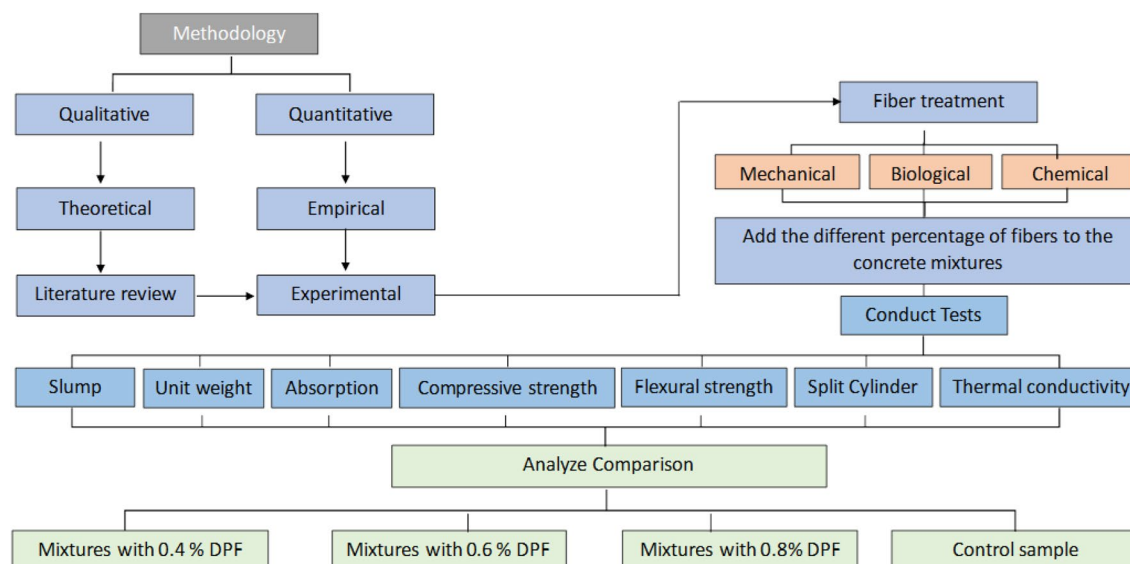 Methodology
Qualitative
Quantitative
Theoretical
Empirical
Literature review
Experimental
Fiber treatment
Mechanical
Biological
Chemical
Add the different percentage of fibers to the
concrete mixtures
Conduct Tests
Slump
Unit weight
Absorption
Compressive strength
Flexural strength
Split Cylinder
Thermal conductivity
Analyze Comparison
Mixtures with 0.4 % DPF
Mixtures with 0.6 % DPF
Mixtures with 0.8% DPF
Control sample